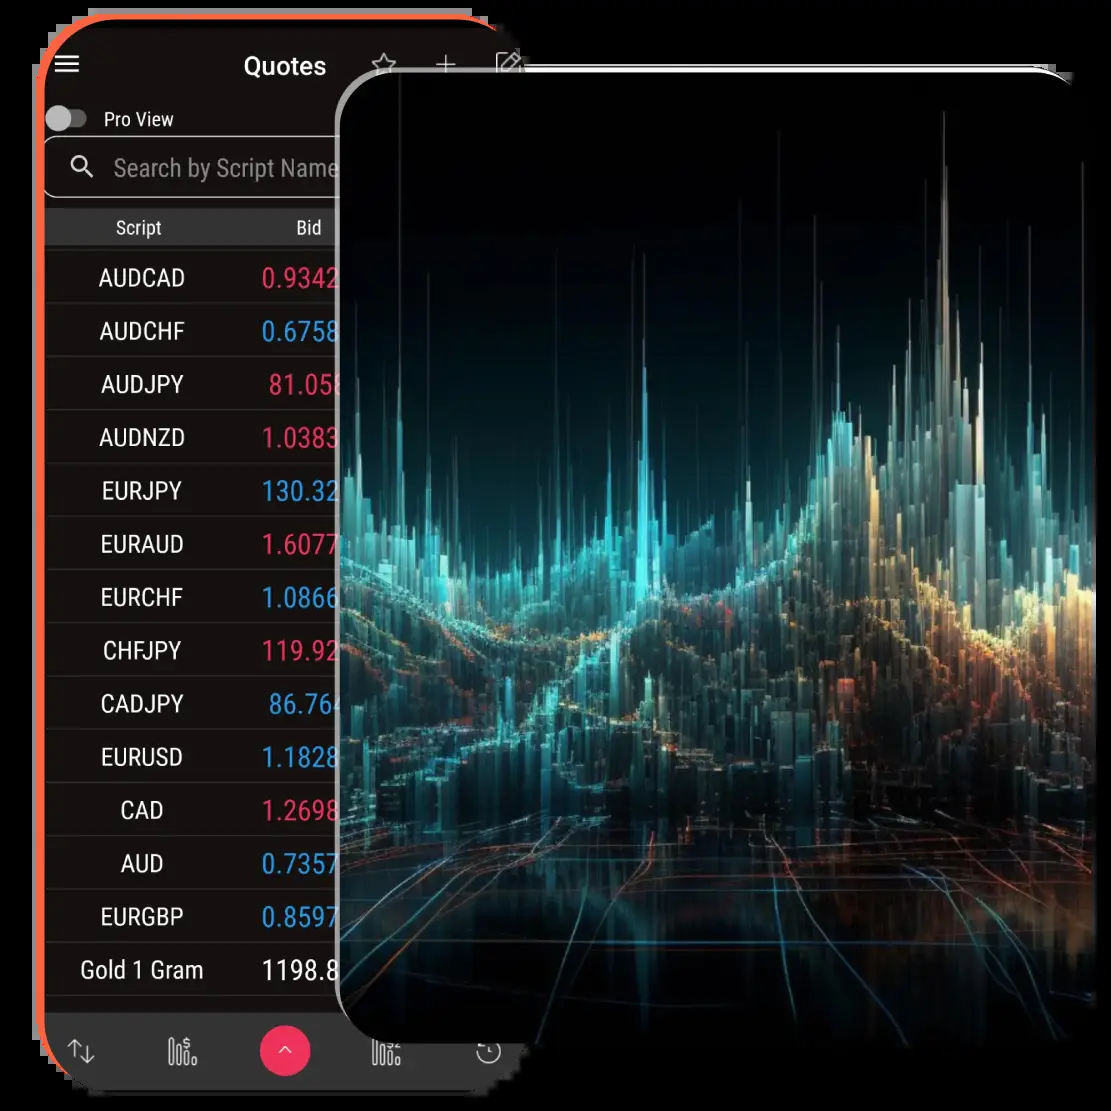 Quotes
Pro View
Search by Script Name
Script Bid
AUDCAD 0.9342
AUDCHF 0.6758
AUDJPY 81.058
AUDNZD 1.0383
EURJPY 130.32
EURAUD 1.6077
EURCHF 1.0866
CHFJPY 119.92
CADJPY 86.764
EURUSD 1.1828
CAD 1.2698
AUD 0.7357
EURGBP 0.8597
Gold 1 Gram 1198.8